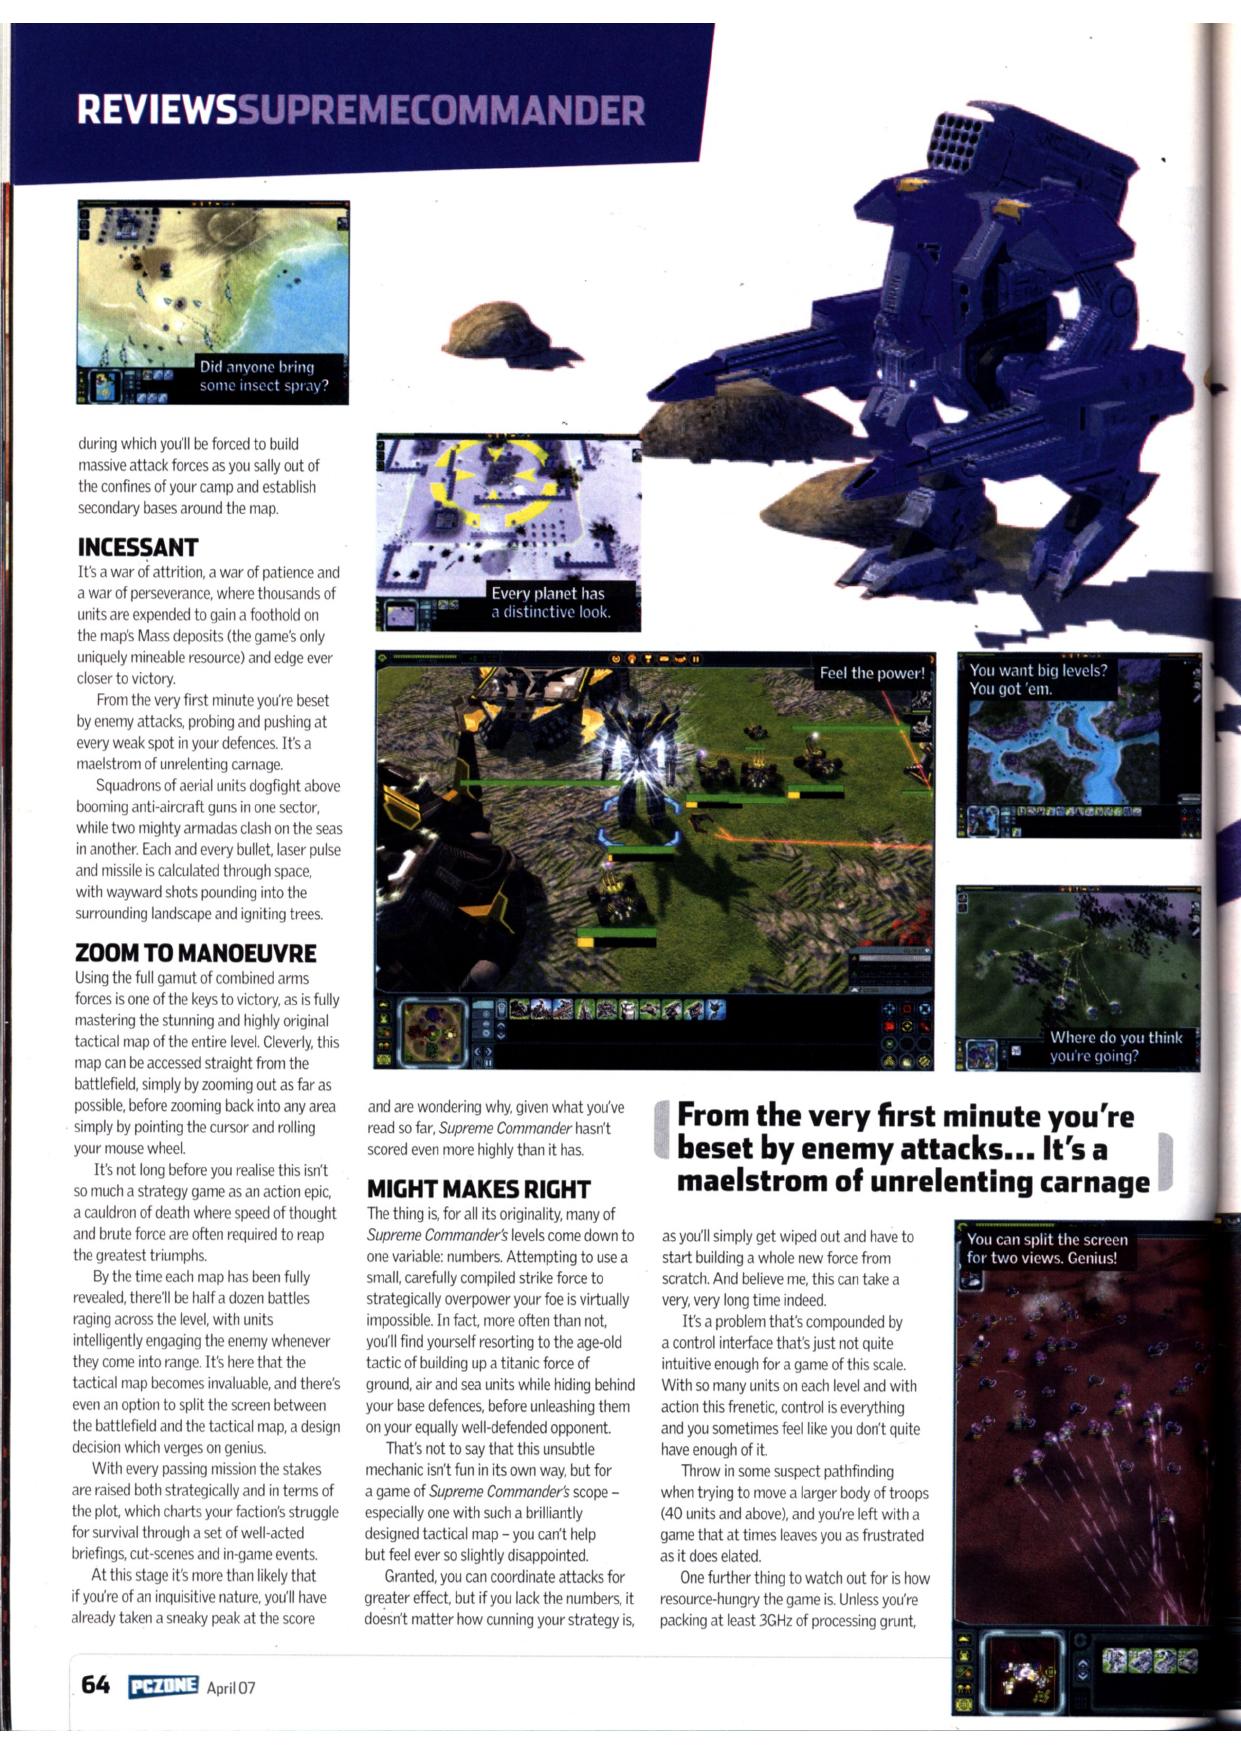 REVIEWSSUPREMECOMMANDER
Did anyone bring
some insect spray?
during which you'll be forced to build
massive attack forces as you sally out of
the confines of your camp and establish
secondary bases around the map.
INCESSANT
It's a war of attrition, a war of patience and
a war of perseverance, where thousands of
units are expended to gain a foothold on
the map's Mass deposits (the game's only
uniquely mineable resource) and edge ever
closer to victory.
From the very first minute you're beset
by enemy attacks, probing and pushing at
every weak spot in your defences. It's a
maelstrom of unrelenting carnage.
Squadrons of aerial units dogfight above
booming anti-aircraft guns in one sector,
while two mighty armadas clash on the seas
in another. Each and every bullet, laser pulse
and missile is calculated through space,
with wayward shots pounding into the
surrounding landscape and igniting trees.
ZOOM TO MANOEUVRE
Using the full gamut of combined arms
forces is one of the keys to victory, as is fully
mastering the stunning and highly original
tactical map of the entire level. Cleverly, this
map can be accessed straight from the
battlefield, simply by zooming out as far as
possible, before zooming back into any area
simply by pointing the cursor and rolling
your mouse wheel.
It's not long before you realise this isn't
so much a strategy game as an action epic,
a cauldron of death where speed of thought
and brute force are often required to reap
the greatest triumphs.
By the time each map has been fully
revealed, there'll be half a dozen battles
raging across the level, with units
intelligently engaging the enemy whenever
they come into range. It's here that the
tactical map becomes invaluable, and there's
even an option to split the screen between
the battlefield and the tactical map, a design
decision which verges on genius.
With every passing mission the stakes
are raised both strategically and in terms of
the plot, which charts your faction's struggle
for survival through a set of well-acted
briefings, cut-scenes and in-game events.
At this stage it's more than likely that
if you're of an inquisitive nature, you'll have
already taken a sneaky peak at the score
Every planet has
a distinctive look.
Feel the power!
You want big levels?
You got 'em.
Where do you think
you're going?
and are wondering why, given what you've
read so far, Supreme Commander hasn't
scored even more highly than it has.
MIGHT MAKES RIGHT
The thing is, for all its originality, many of
Supreme Commander's levels come down to
one variable: numbers. Attempting to use a
small, carefully compiled strike force to
strategically overpower your foe is virtually
impossible. In fact, more often than not,
you'll find yourself resorting to the age-old
tactic of building up a titanic force of
ground, air and sea units while hiding behind
your base defences, before unleashing them
on your equally well-defended opponent.
That's not to say that this unsubtle
mechanic isn't fun in its own way, but for
a game of Supreme Commander's scope –
especially one with such a brilliantly
designed tactical map – you can't help
but feel ever so slightly disappointed.
Granted, you can coordinate attacks for
greater effect, but if you lack the numbers, it
doesn't matter how cunning your strategy is,
From the very first minute you're
beset by enemy attacks... It's a
maelstrom of unrelenting carnage
as you'll simply get wiped out and have to
start building a whole new force from
scratch. And believe me, this can take a
very, very long time indeed.
It's a problem that's compounded by
a control interface that's just not quite
intuitive enough for a game of this scale.
With so many units on each level and with
action this frenetic, control is everything
and you sometimes feel like you don't quite
have enough of it.
Throw in some suspect pathfinding
when trying to move a larger body of troops
(40 units and above), and you're left with a
game that at times leaves you as frustrated
as it does elated.
One further thing to watch out for is how
resource-hungry the game is. Unless you're
packing at least 3GHz of processing grunt,
You can split the screen
for two views. Genius!
64 PCZONE April 07